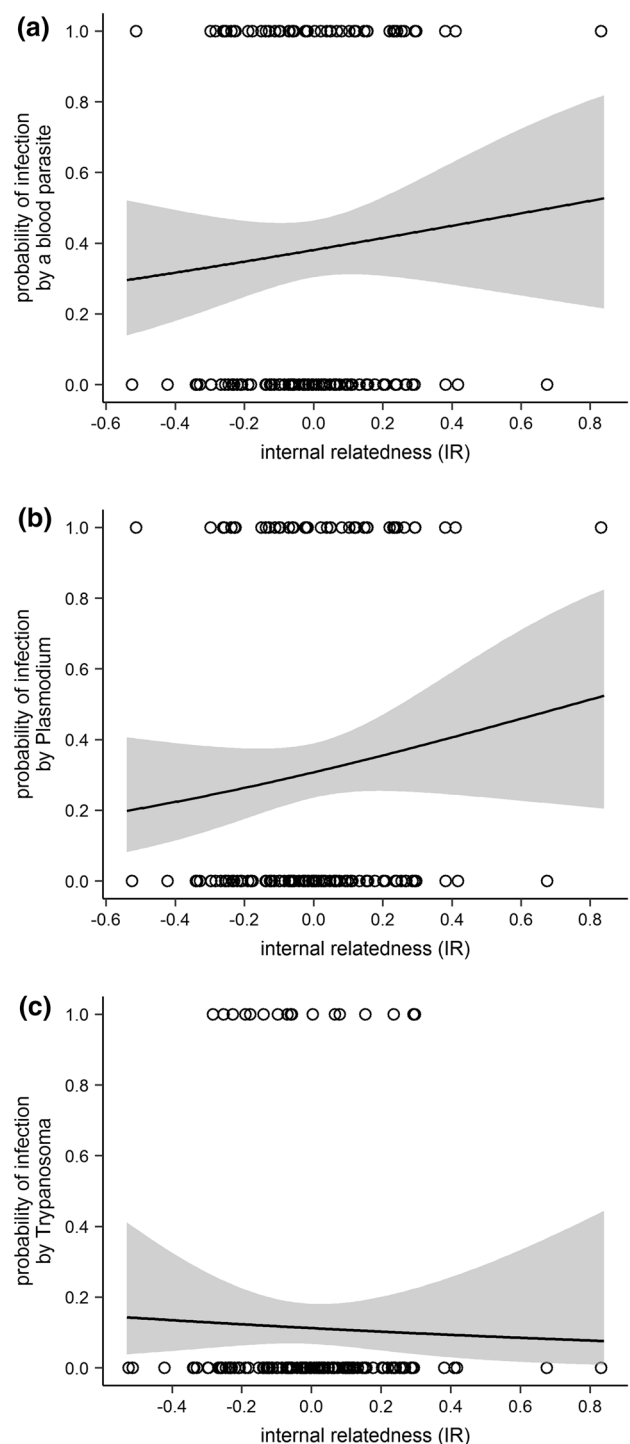 (a)
1.0
0.8
0.6
0.4
0.2
0.0
probability of infection
by a blood parasite
-0.6 -0.4 -0.2 0.0 0.2 0.4 0.6 0.8
internal relatedness (IR)
(b)
1.0
0.8
0.6
0.4
0.2
0.0
probability of infection
by Plasmodium
-0.6 -0.4 -0.2 0.0 0.2 0.4 0.6 0.8
internal relatedness (IR)
(c)
1.0
0.8
0.6
0.4
0.2
0.0
probability of infection
by Trypanosoma
-0.4 -0.2 0.0 0.2 0.4 0.6 0.8
internal relatedness (IR)